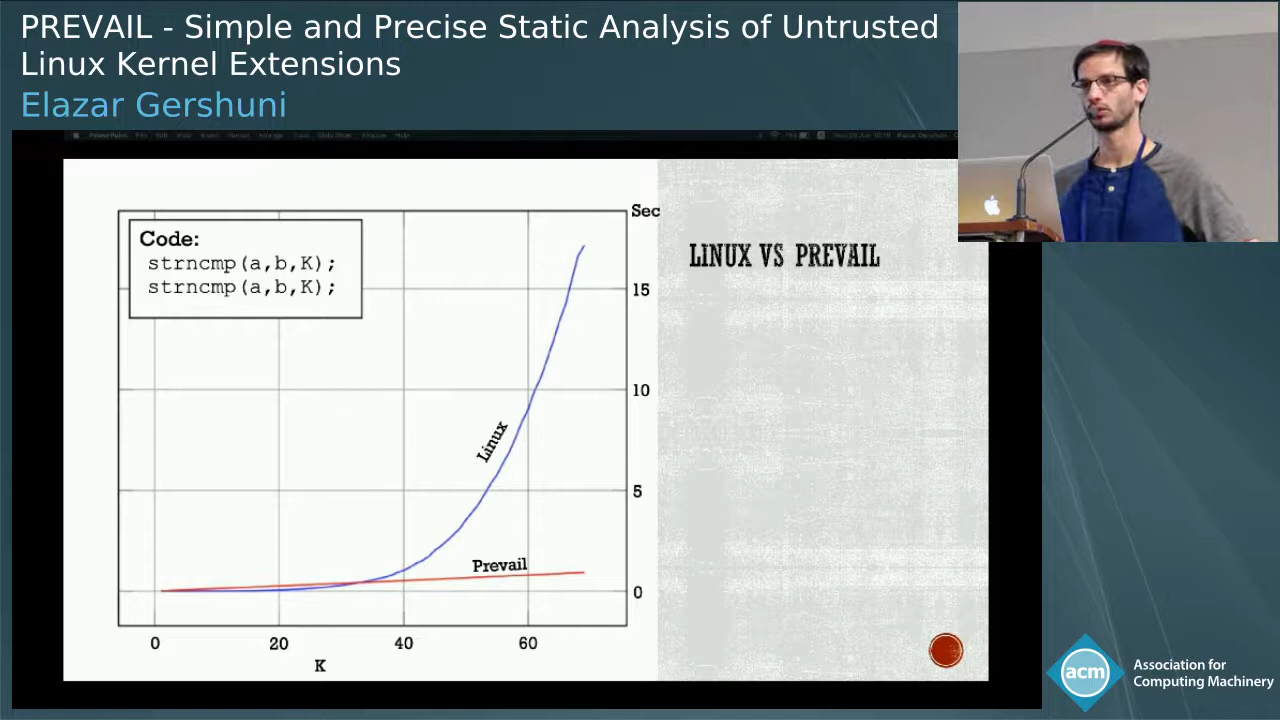 PREVAIL - Simple and Precise Static Analysis of Untrusted
Linux Kernel Extensions
Elazar Gershuni
Code:
strncmp(a,b,K);
strncmp(a,b,K);
Sec
15
10
5
0
Linux
Prevail
0 20 40 60
K
LINUX VS PREVAIL
acm
Association for
Computing Machinery